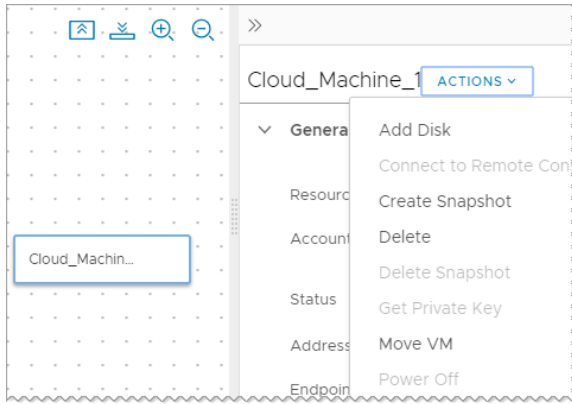 Cloud_Machine_1
ACTIONS
Genera
Add Disk
Connect to Remote Con
Resourc
Create Snapshot
Account
Delete
Cloud_Machin...
Delete Snapshot
Status
Get Private Key
Address
Move VM
Endpoin
Power Off